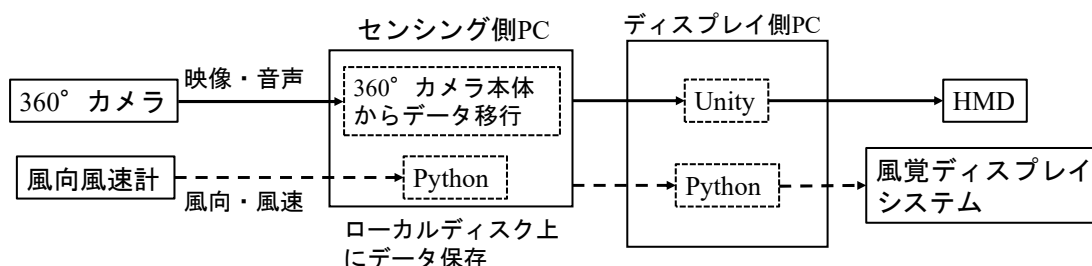 センシング側PC
ディスプレイ側PC
360°カメラ
映像・音声
360°カメラ本体
からデータ移行
Unity
HMD
風向風速計
風向・風速
Python
Python
風覚ディスプレイ
システム
ローカルディスク上
にデータ保存